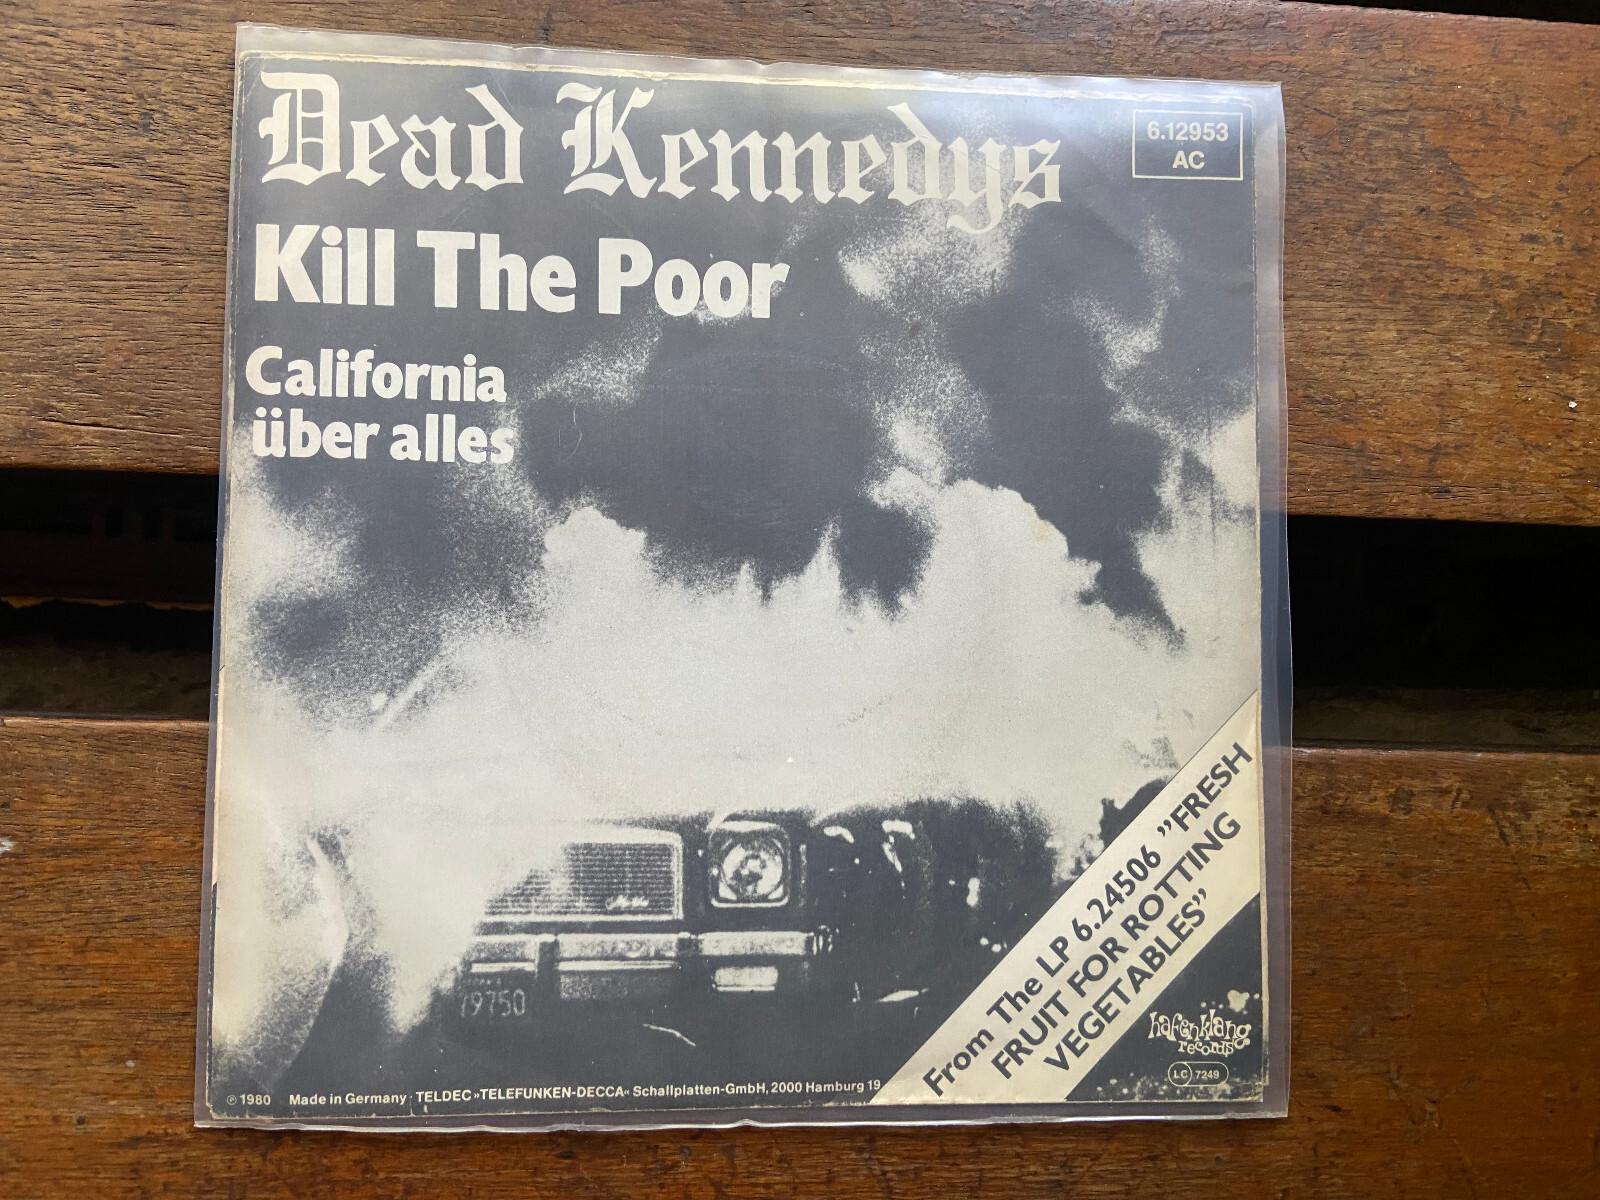 Dead Kennedys
6.12953
AC
Kill The Poor
California
über alles
19750
From The LP 6.24506 ”FRESH
FRUIT FOR ROTTING
VEGETABLES”
hafenklang
records
LC 7249
℗ 1980 Made in Germany · TELDEC »TELEFUNKEN-DECCA« Schallplatten-GmbH, 2000 Hamburg 19